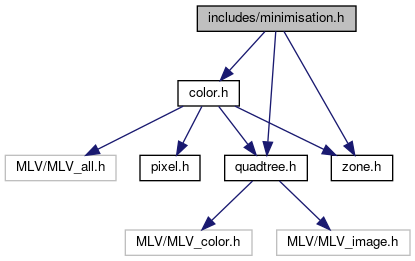 includes/minimisation.h
color.h
MLV/MLV_all.h
pixel.h
quadtree.h
zone.h
MLV/MLV_color.h
MLV/MLV_image.h